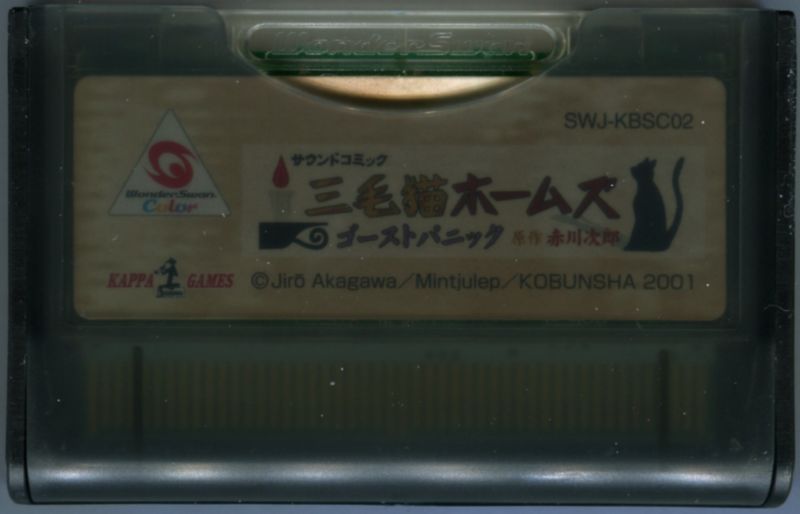 WonderSwan
SWJ-KBSC02
WonderSwan
Color
サウンドコミック
三毛猫ホームズ
ゴーストパニック 原作 赤川次郎
KAPPA GAMES ©Jirō Akagawa/Mintjulep/KOBUNSHA 2001